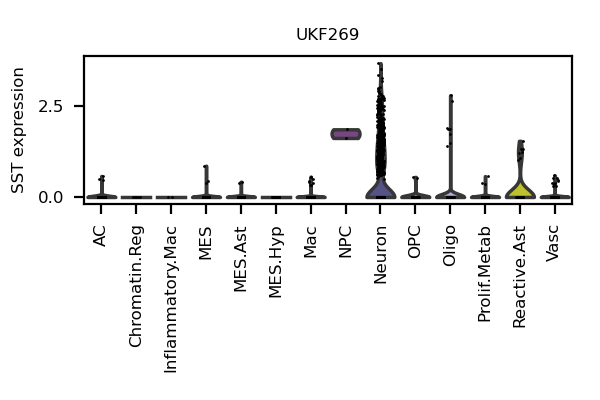 UKF269
SST expression
2.5
0.0
AC
Chromatin.Reg
Inflammatory.Mac
MES
MES.Ast
MES.Hyp
Mac
NPC
Neuron
OPC
Oligo
Prolif.Metab
Reactive.Ast
Vasc